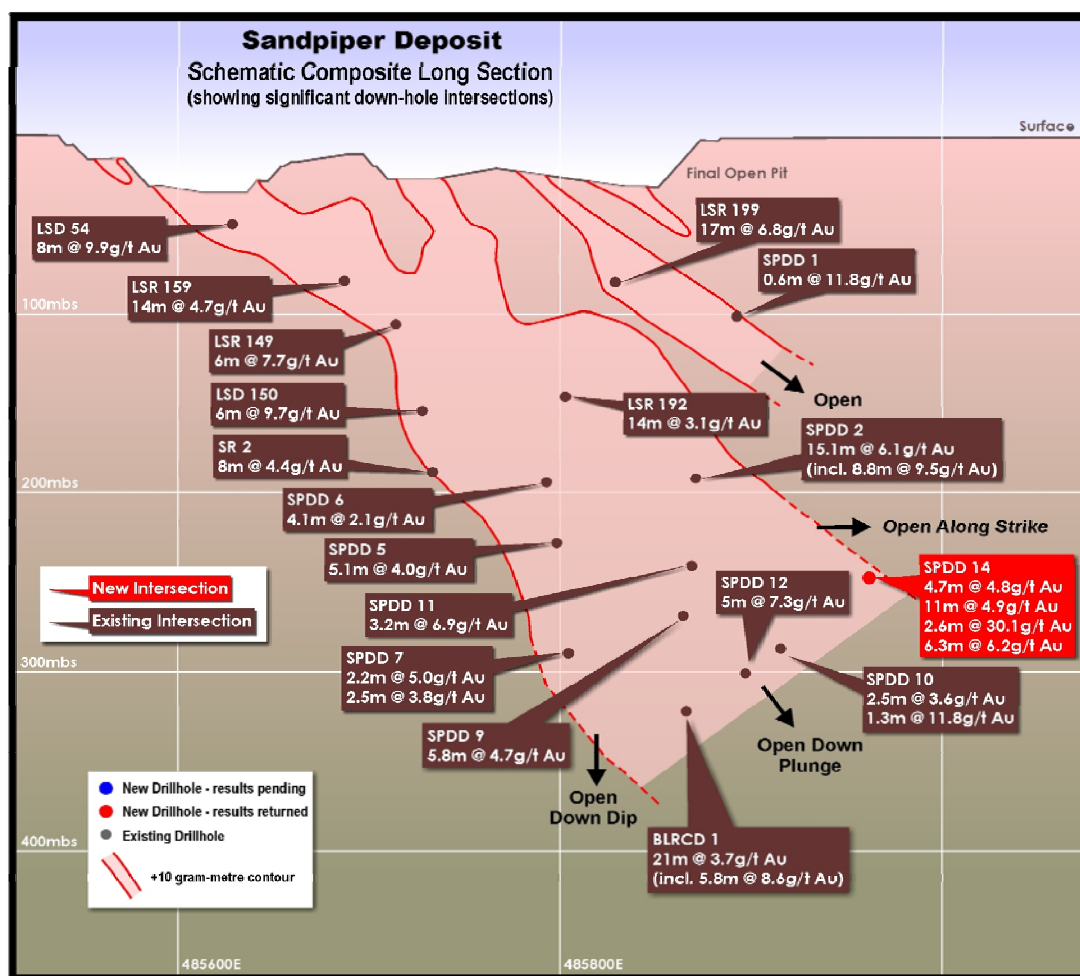 Sandpiper Deposit
Schematic Composite Long Section
(showing significant down-hole intersections)
Surface
Final Open Pit
LSR 199
17m @ 6.8g/t Au
LSD 54
8m @ 9.9g/t Au
SPDD 1
0.6m @ 11.8g/t Au
LSR 159
14m @ 4.7g/t Au
100mbs
LSR 149
6m @ 7.7g/t Au
Open
LSD 150
6m @ 9.7g/t Au
LSR 192
14m @ 3.1g/t Au
SPDD 2
15.1m @ 6.1g/t Au
(incl. 8.8m @ 9.5g/t Au)
SR 2
8m @ 4.4g/t Au
200mbs
SPDD 6
4.1m @ 2.1g/t Au
Open Along Strike
SPDD 5
5.1m @ 4.0g/t Au
SPDD 14
4.7m @ 4.8g/t Au
11m @ 4.9g/t Au
2.6m @ 30.1g/t Au
6.3m @ 6.2g/t Au
New Intersection
Existing Intersection
SPDD 12
5m @ 7.3g/t Au
SPDD 11
3.2m @ 6.9g/t Au
300mbs
SPDD 7
2.2m @ 5.0g/t Au
2.5m @ 3.8g/t Au
SPDD 10
2.5m @ 3.6g/t Au
1.3m @ 11.8g/t Au
SPDD 9
5.8m @ 4.7g/t Au
Open Down
Plunge
Open
Down Dip
New Drillhole - results pending
New Drillhole - results returned
Existing Drillhole
+10 gram-metre contour
400mbs
BLRCD 1
21m @ 3.7g/t Au
(incl. 5.8m @ 8.6g/t Au)
485600E
485800E